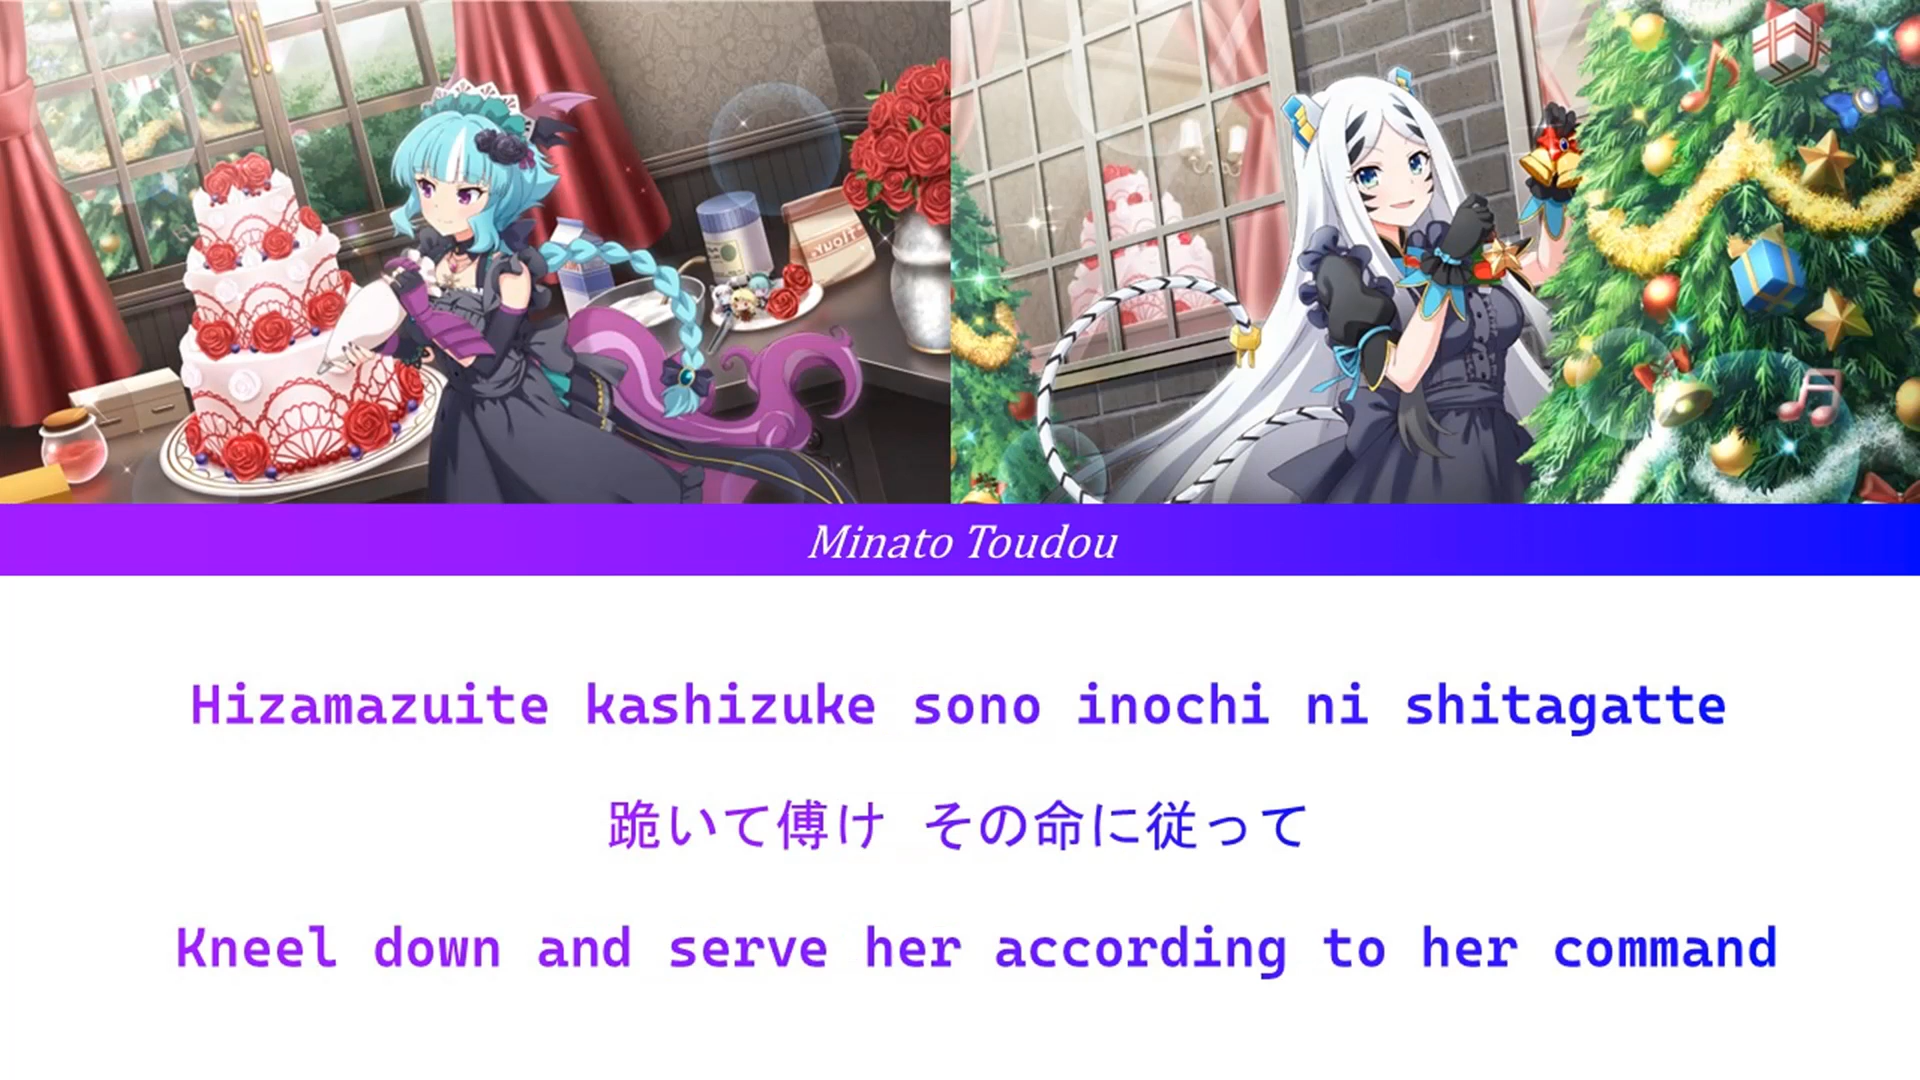 Minato Toudou
Hizamazuite kashizuke sono inochi ni shitagatte
跪いて傅け その命に従って
Kneel down and serve her according to her command